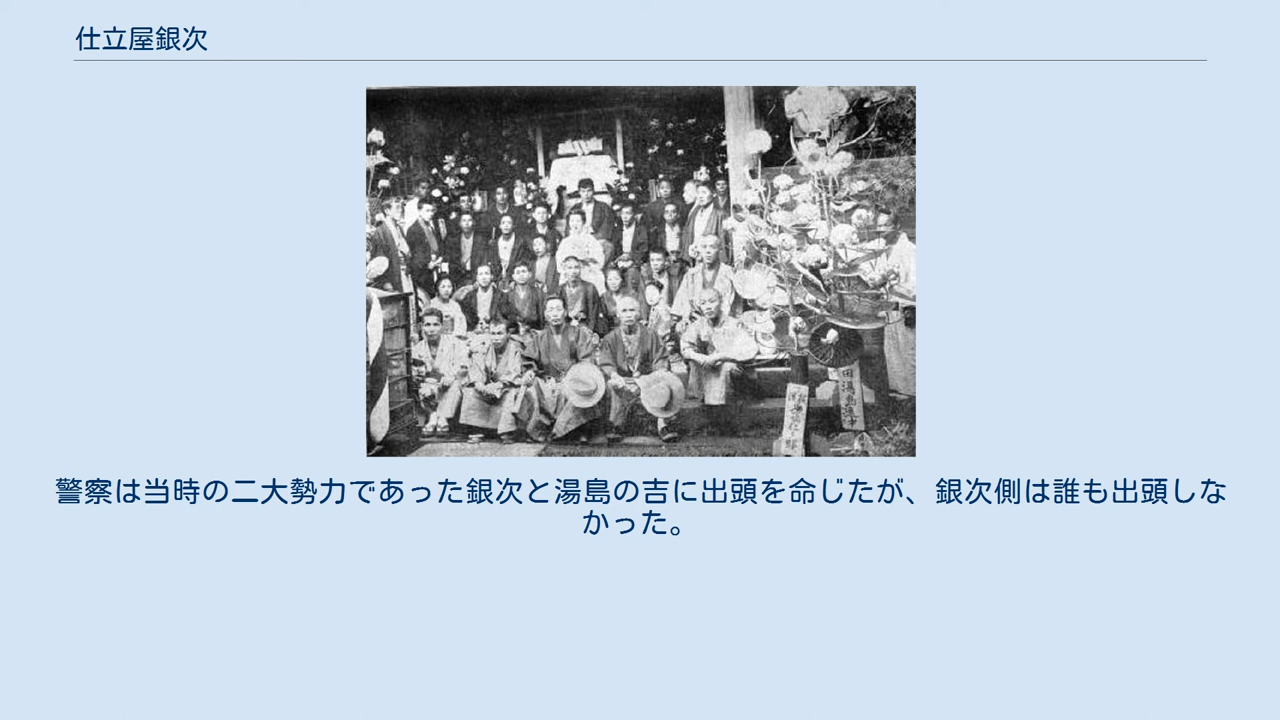 仕立屋銀次
警察は当時の二大勢力であった銀次と湯島の吉に出頭を命じたが、銀次側は誰も出頭しな
かった。